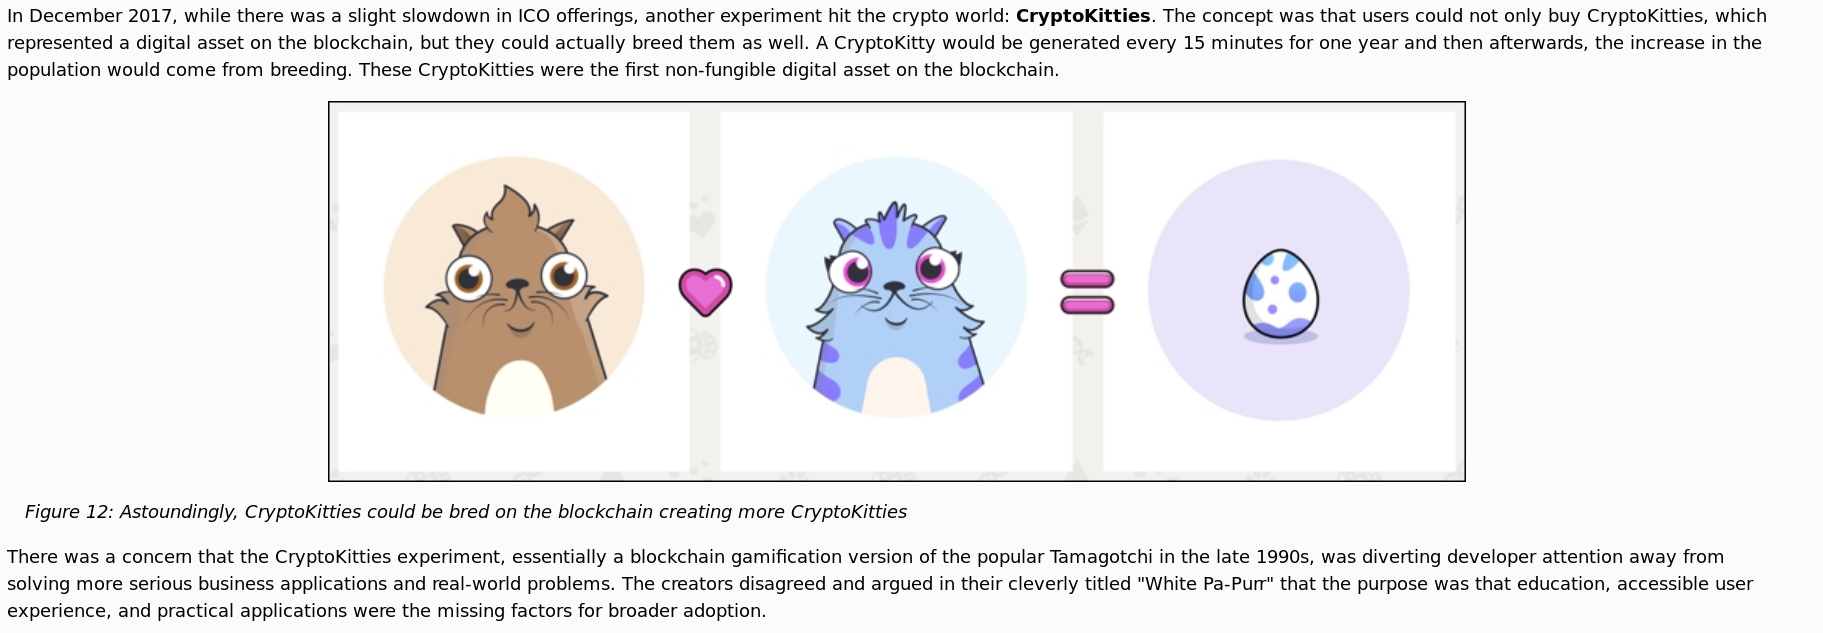 In December 2017, while there was a slight slowdown in ICO offerings, another experiment hit the crypto world: CryptoKitties. The concept was that users could not only buy CryptoKitties, which
represented a digital asset on the blockchain, but they could actually breed them as well. A CryptoKitty would be generated every 15 minutes for one year and then afterwards, the increase in the
population would come from breeding. These CryptoKitties were the first non-fungible digital asset on the blockchain.
Figure 12: Astoundingly, CryptoKitties could be bred on the blockchain creating more CryptoKitties
There was a concern that the CryptoKitties experiment, essentially a blockchain gamification version of the popular Tamagotchi in the late 1990s, was diverting developer attention away from
solving more serious business applications and real-world problems. The creators disagreed and argued in their cleverly titled "White Pa-Purr" that the purpose was that education, accessible user
experience, and practical applications were the missing factors for broader adoption.